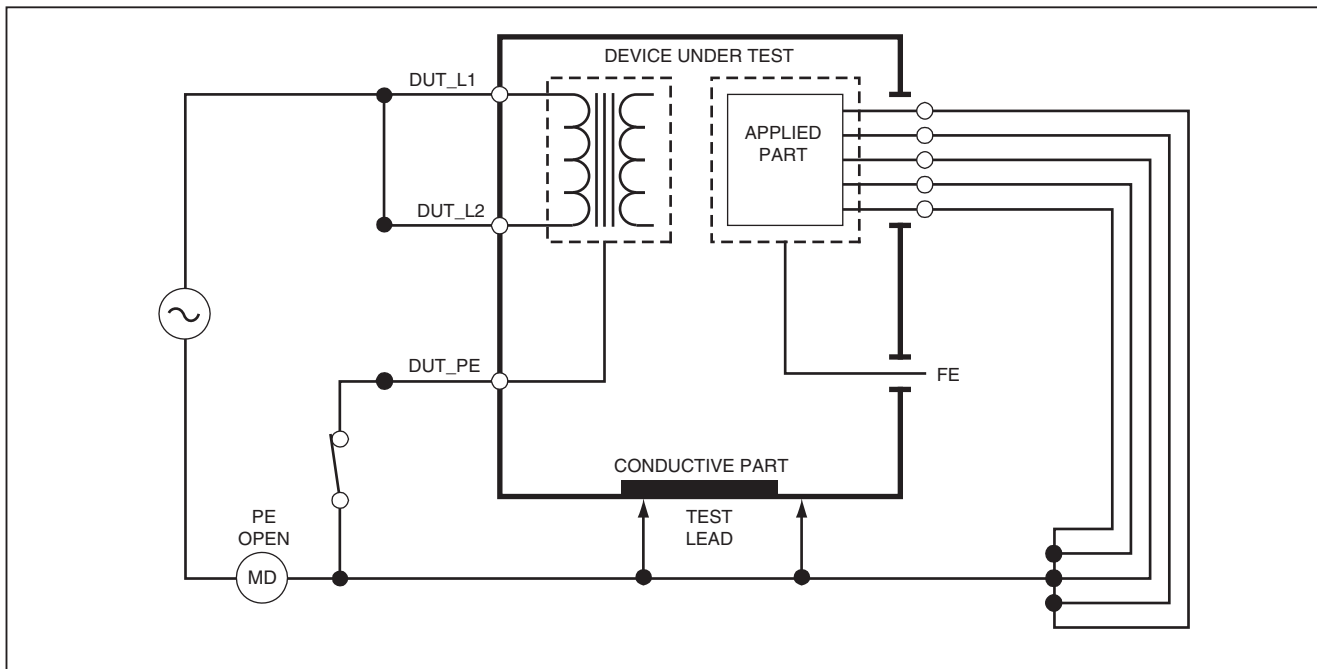 DEVICE UNDER TEST
DUT_L1
APPLIED
PART
DUT_L2
DUT_PE
FE
CONDUCTIVE PART
TEST
LEAD
PE
OPEN
MD